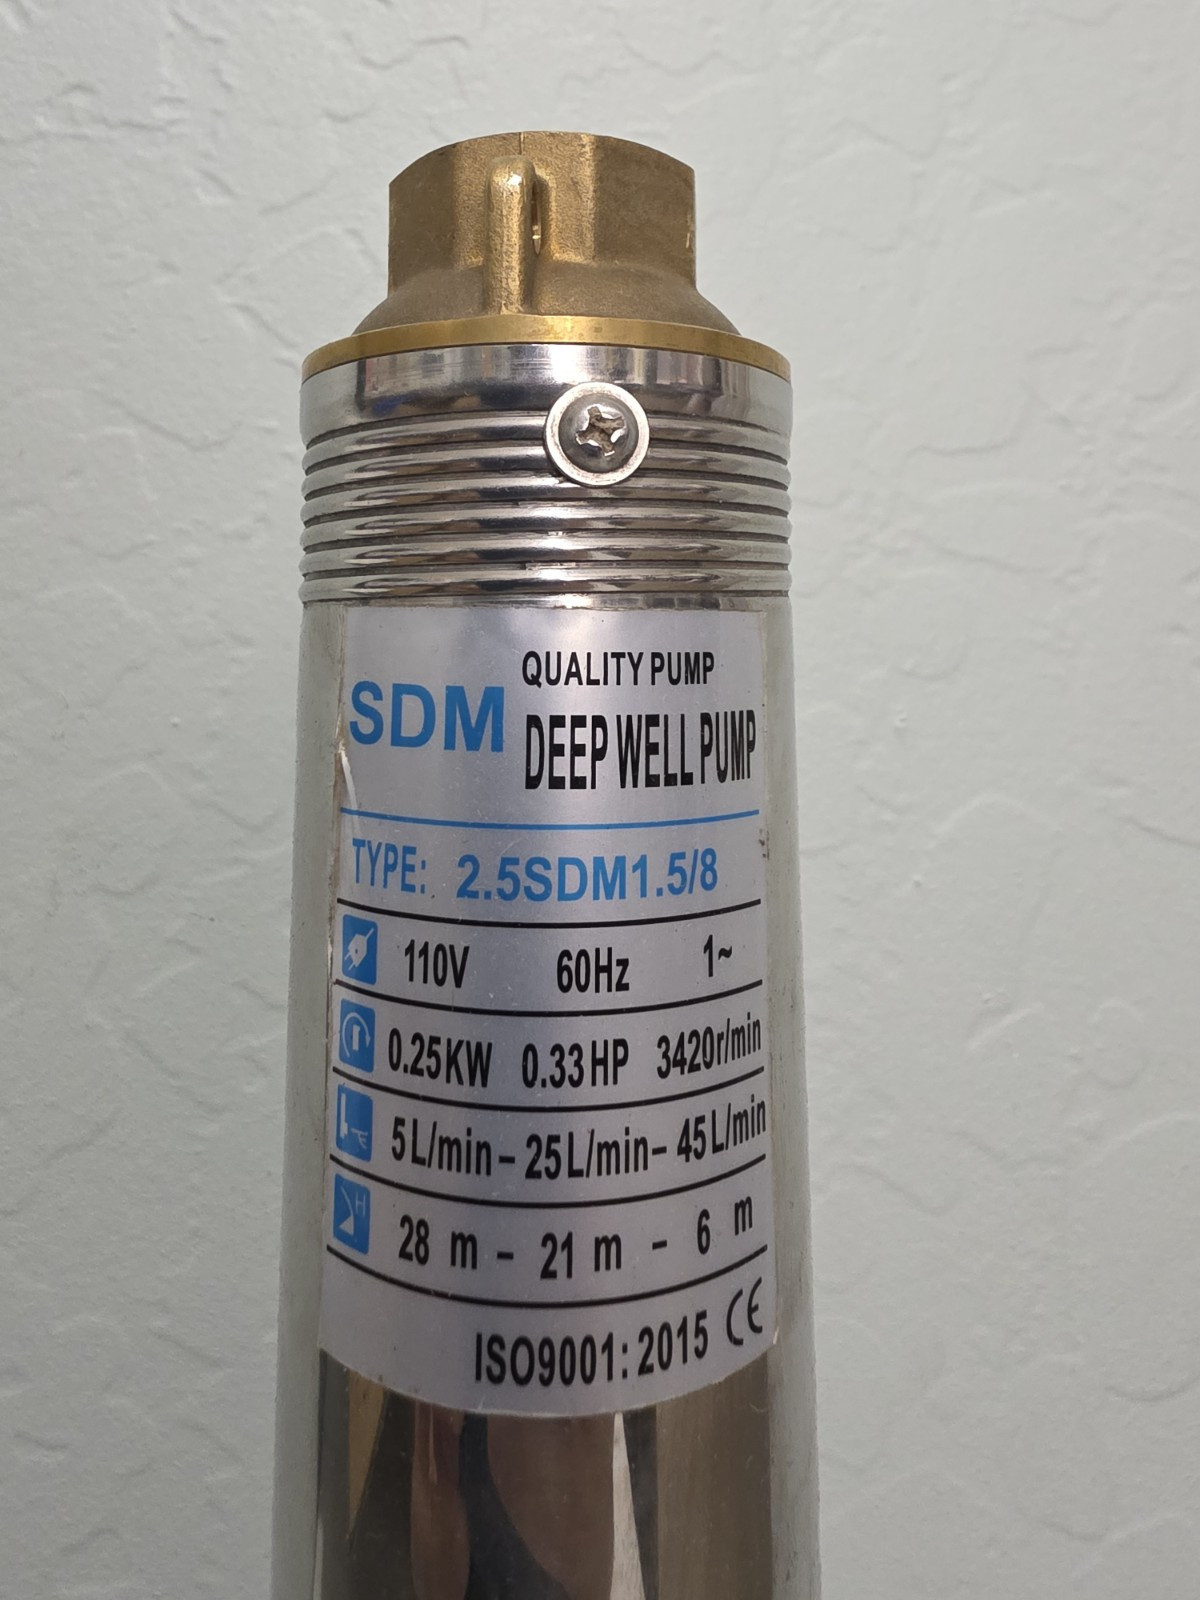 QUALITY PUMP
SDM DEEP WELL PUMP
TYPE: 2.5SDM1.5/8
110V 60Hz 1~
0.25KW 0.33HP 3420r/min
5L/min - 25L/min - 45L/min
H 28 m - 21 m - 6 m
ISO9001:2015 CE